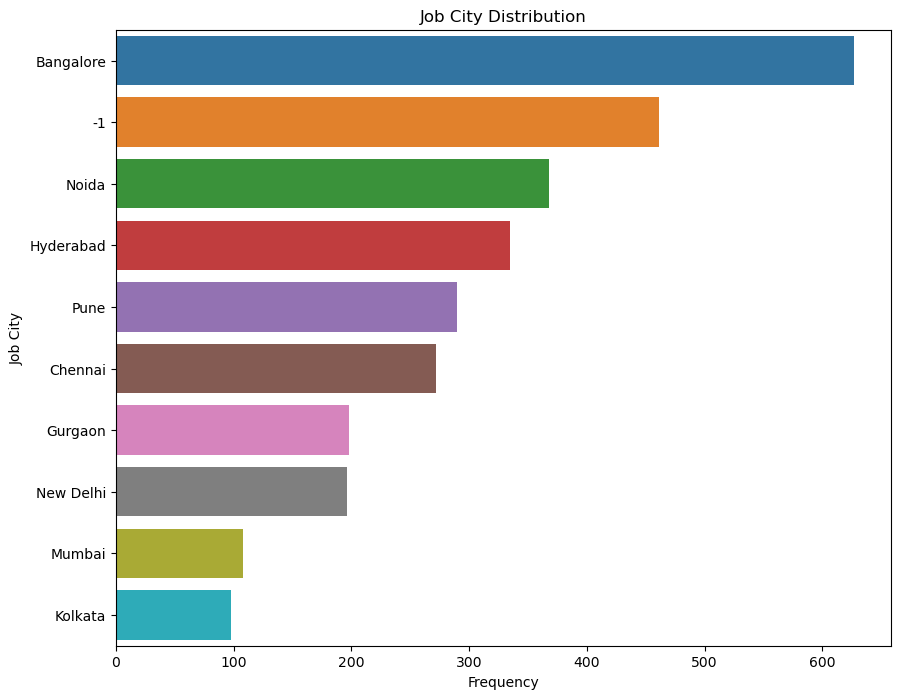 Job City Distribution
Bangalore
-1
Noida
Hyderabad
Pune
Chennai
Gurgaon
New Delhi
Mumbai
Kolkata
Job City
0 100 200 300 400 500 600
Frequency